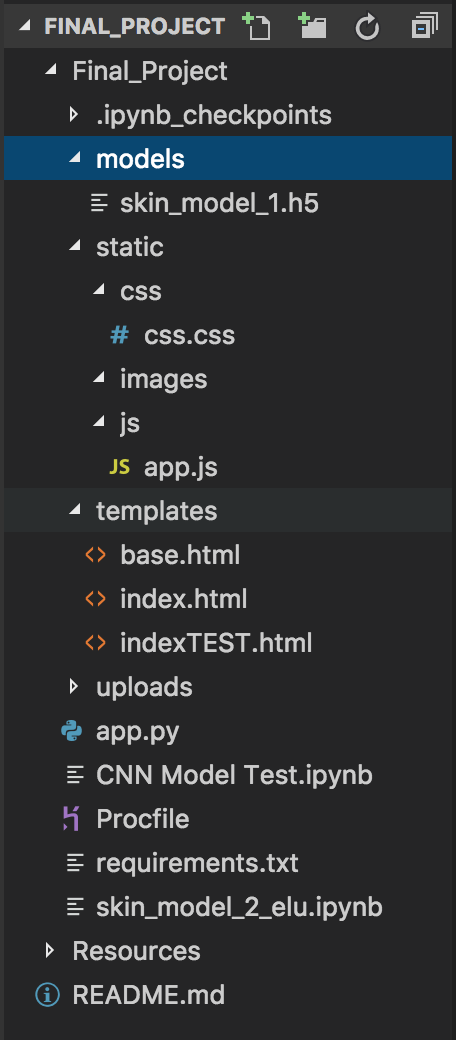 FINAL_PROJECT
Final_Project
.ipynb_checkpoints
models
skin_model_1.h5
static
css
# css.css
images
js
JS app.js
templates
<> base.html
<> index.html
<> indexTEST.html
uploads
app.py
CNN Model Test.ipynb
Procfile
requirements.txt
skin_model_2_elu.ipynb
Resources
README.md